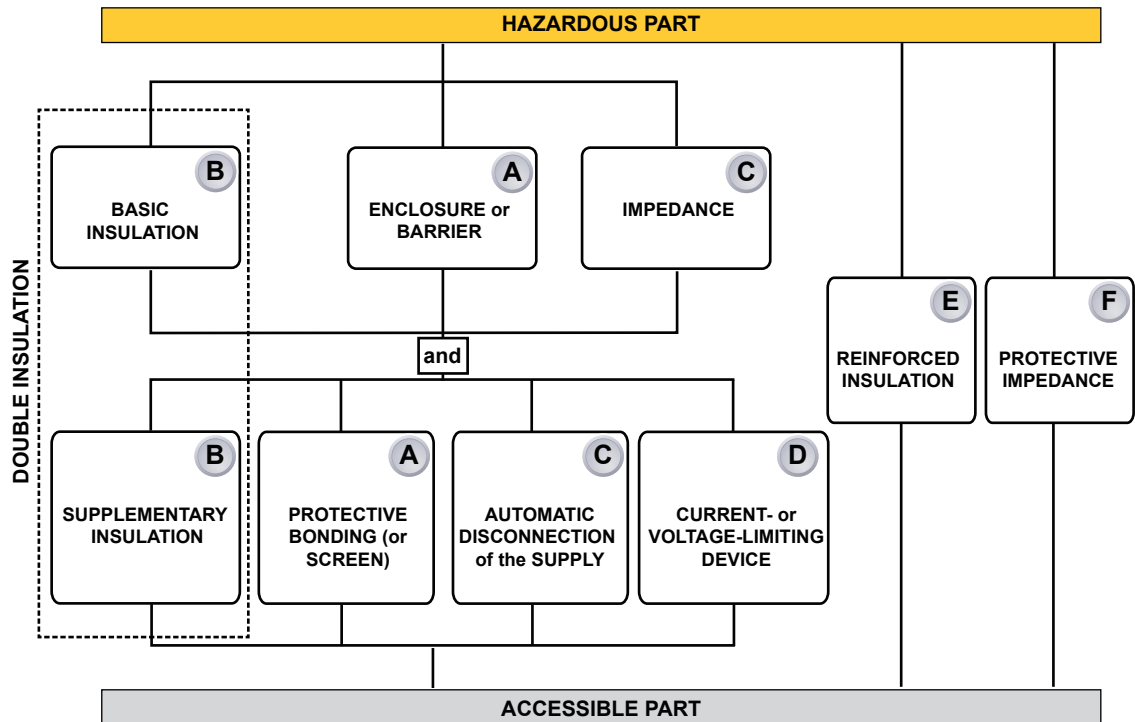 HAZARDOUS PART
DOUBLE INSULATION
B
BASIC
INSULATION
A
ENCLOSURE or
BARRIER
C
IMPEDANCE
E
REINFORCED
INSULATION
F
PROTECTIVE
IMPEDANCE
and
B
SUPPLEMENTARY
INSULATION
A
PROTECTIVE
BONDING (or
SCREEN)
C
AUTOMATIC
DISCONNECTION
of the SUPPLY
D
CURRENT- or
VOLTAGE-LIMITING
DEVICE
ACCESSIBLE PART